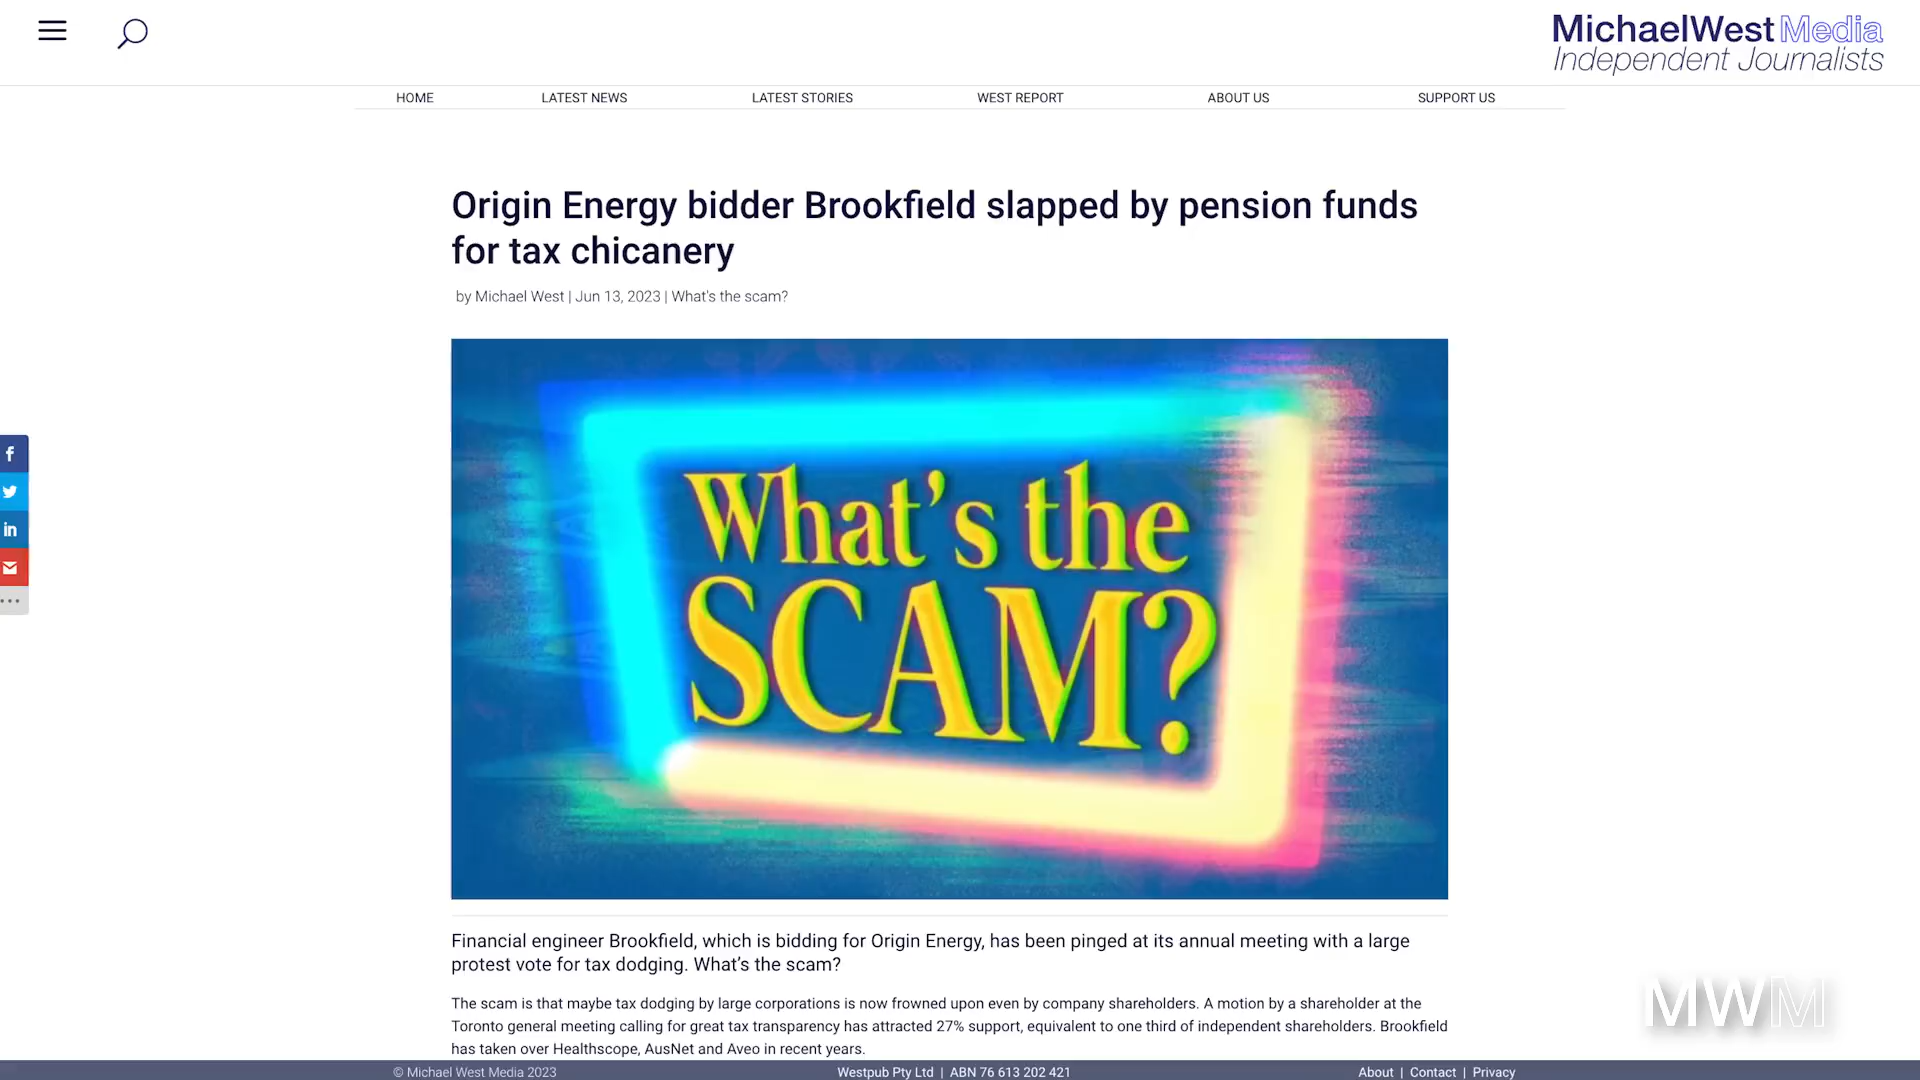 MichaelWest Media
Independent Journalists
HOME
LATEST NEWS
LATEST STORIES
WEST REPORT
ABOUT US
SUPPORT US
Origin Energy bidder Brookfield slapped by pension funds
for tax chicanery
by Michael West | Jun 13, 2023 | What's the scam?
What's the
SCAM?
f
in
Financial engineer Brookfield, which is bidding for Origin Energy, has been pinged at its annual meeting with a large
protest vote for tax dodging. What's the scam?
The scam is that maybe tax dodging by large corporations is now frowned upon even by company shareholders. A motion by a shareholder at the
Toronto general meeting calling for great tax transparency has attracted 27% support, equivalent to one third of independent shareholders. Brookfield
has taken over Healthscope, AusNet and Aveo in recent years.
MWM
© Michael West Media 2023
Westpub Pty Ltd | ABN 76 613 202 421
About | Contact | Privacy